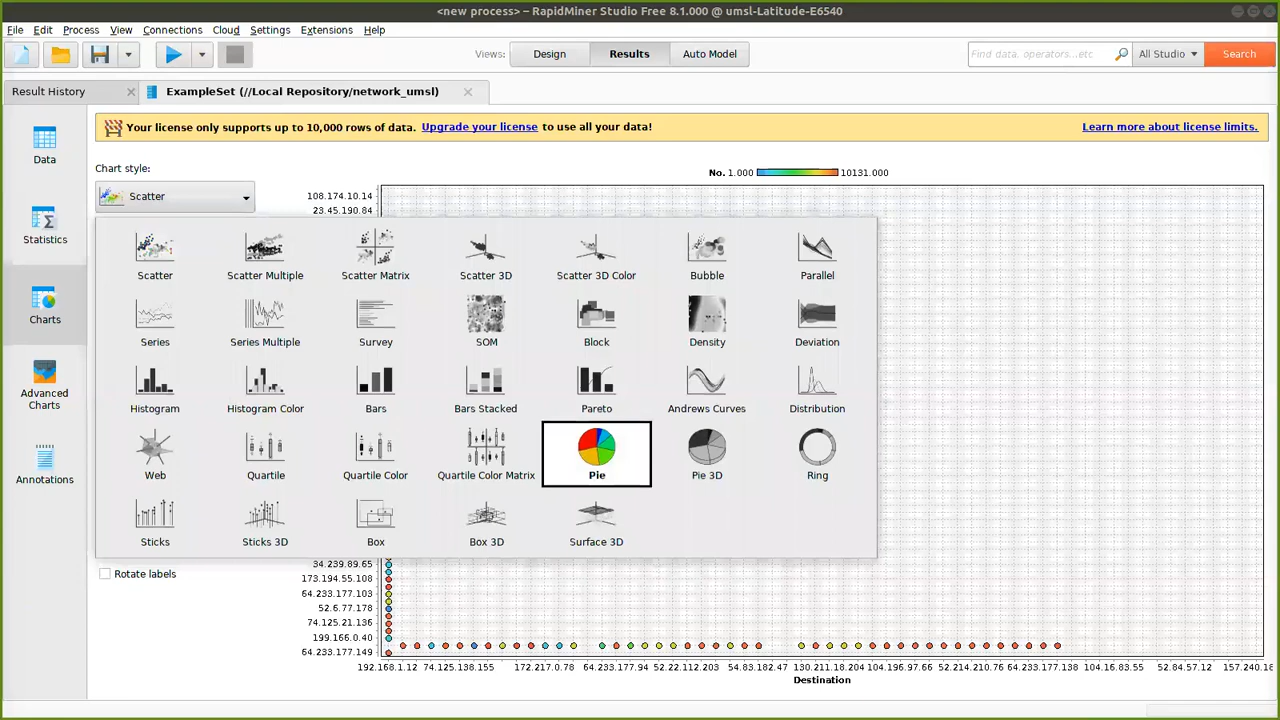 <new process> – RapidMiner Studio Free 8.1.000 @ umsl-Latitude-E6540
File Edit Process View Connections Cloud Settings Extensions Help
Views: Design Results Auto Model Find data, operators...etc All Studio Search
Result History ExampleSet (//Local Repository/network_umsl)
Your license only supports up to 10,000 rows of data. Upgrade your license to use all your data! Learn more about license limits.
Data
Statistics
Charts
Advanced
Charts
Annotations
Chart style:
Scatter
No. 1.000 10131.000
108.174.10.14
23.45.190.84
Scatter Scatter Multiple Scatter Matrix Scatter 3D Scatter 3D Color Bubble Parallel
Series Series Multiple Survey SOM Block Density Deviation
Histogram Histogram Color Bars Bars Stacked Pareto Andrews Curves Distribution
Web Quartile Quartile Color Quartile Color Matrix Pie Pie 3D Ring
Sticks Sticks 3D Box Box 3D Surface 3D
Rotate labels
34.239.89.65
173.194.55.108
64.233.177.103
52.6.77.178
74.125.21.136
199.166.0.40
64.233.177.149
192.168.1.12 74.125.138.155 172.217.0.78 64.233.177.94 52.22.112.203 54.83.182.47 130.211.18.204 104.196.97.66 52.214.210.76 64.233.177.138 104.16.83.55 52.84.57.12 157.240.18
Destination